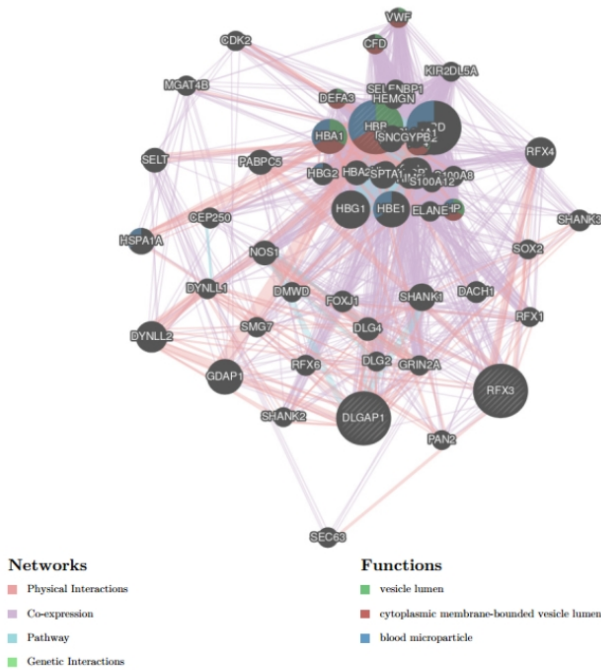 VWF
CDK2
CFD
KIR2DL5A
MGAT4B
SELENBP1
HEMGN
DEFA3
HBA1
RFX4
SELT
PABPC5
HBG2
S100A12
S100A8
HBG1
HBE1
ELANE
HP
CEP250
SHANK3
HSPA1A
NOS1
SOX2
DYNLL1
DMWD
FOXJ1
SHANK1
DACH1
RFX1
SMG7
DLG4
DYNLL2
RFX6
DLG2
GRIN2A
GDAP1
RFX3
SHANK2
DLGAP1
PAN2
SEC63
Networks
Functions
Physical Interactions
vesicle lumen
Co-expression
cytoplasmic membrane-bounded vesicle lumen
Pathway
blood microparticle
Genetic Interactions